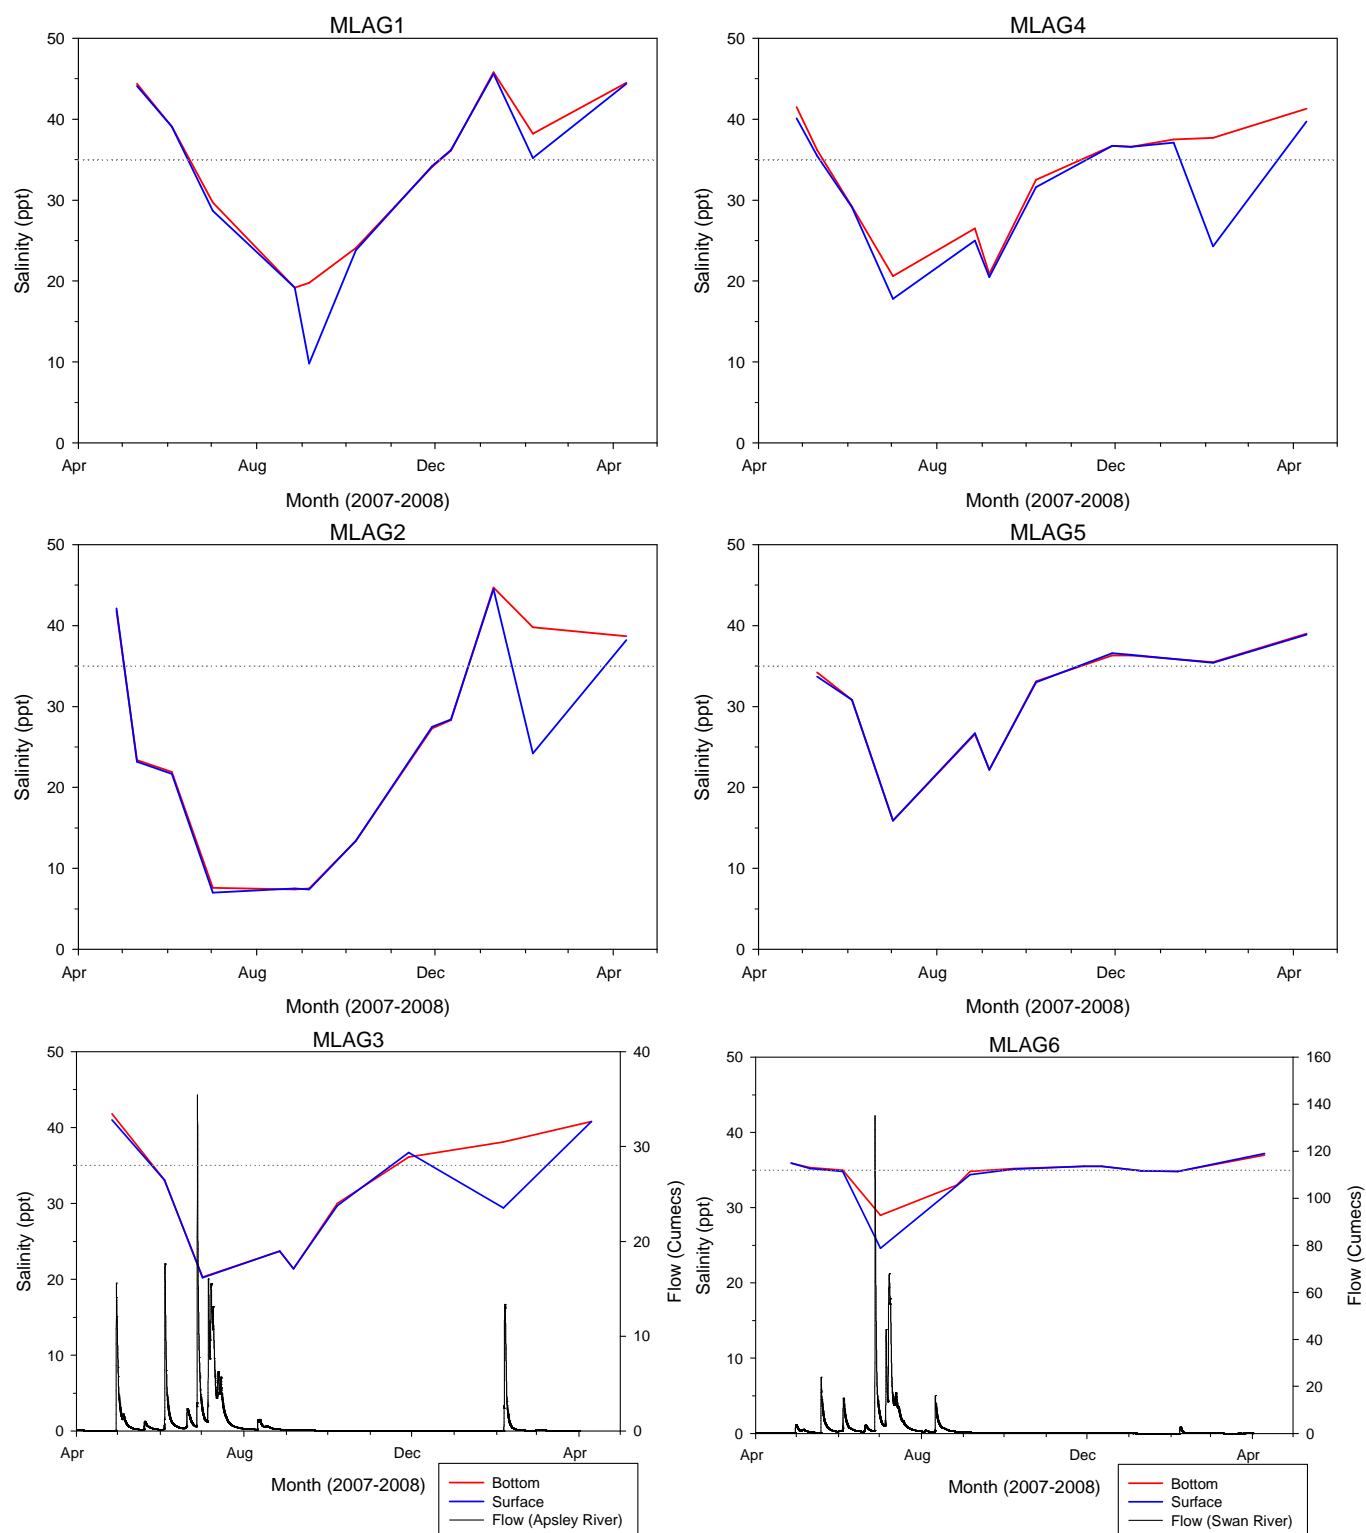 MLAG1
50
40
30
20
10
0
Salinity (ppt)
Apr
Aug
Dec
Apr
Month (2007-2008)
MLAG4
50
40
30
20
10
0
Salinity (ppt)
Apr
Aug
Dec
Apr
Month (2007-2008)
MLAG2
50
40
30
20
10
0
Salinity (ppt)
Apr
Aug
Dec
Apr
Month (2007-2008)
MLAG5
50
40
30
20
10
0
Salinity (ppt)
Apr
Aug
Dec
Apr
Month (2007-2008)
MLAG3
50
40
30
20
10
0
Salinity (ppt)
40
30
20
10
0
Flow (Cumecs)
Apr
Aug
Dec
Apr
Month (2007-2008)
Bottom
Surface
Flow (Apsley River)
MLAG6
50
40
30
20
10
0
Salinity (ppt)
160
140
120
100
80
60
40
20
0
Flow (Cumecs)
Apr
Aug
Dec
Apr
Month (2007-2008)
Bottom
Surface
Flow (Swan River)